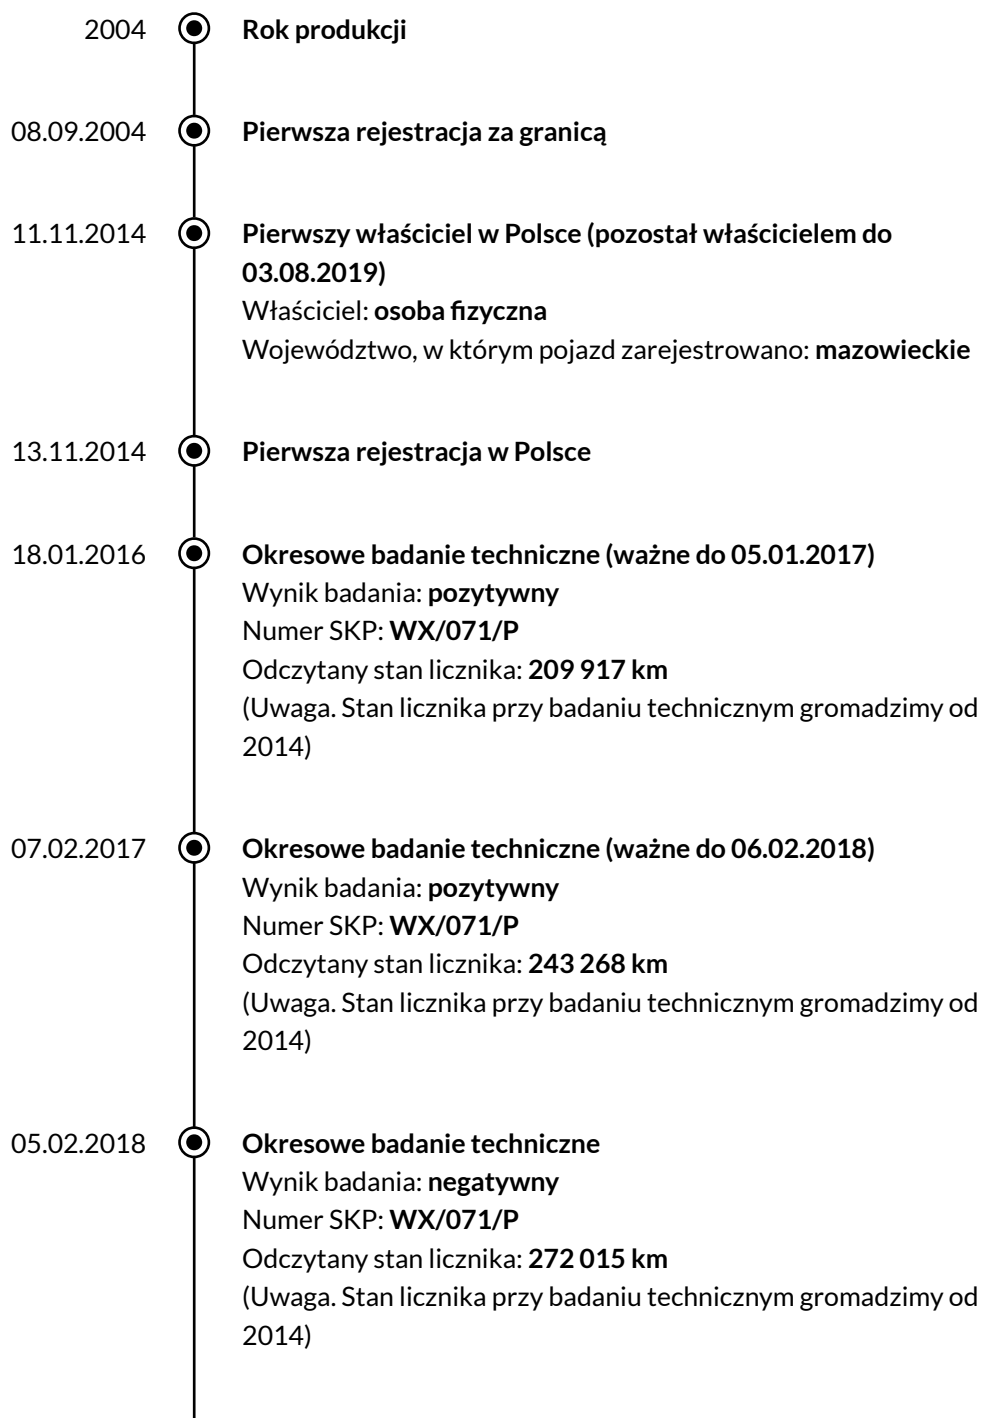 2004 Rok produkcji
08.09.2004 Pierwsza rejestracja za granicą
11.11.2014 Pierwszy właściciel w Polsce (pozostał właścicielem do
03.08.2019)
Właściciel: osoba fizyczna
Województwo, w którym pojazd zarejestrowano: mazowieckie
13.11.2014 Pierwsza rejestracja w Polsce
18.01.2016 Okresowe badanie techniczne (ważne do 05.01.2017)
Wynik badania: pozytywny
Numer SKP: WX/071/P
Odczytany stan licznika: 209 917 km
(Uwaga. Stan licznika przy badaniu technicznym gromadzimy od
2014)
07.02.2017 Okresowe badanie techniczne (ważne do 06.02.2018)
Wynik badania: pozytywny
Numer SKP: WX/071/P
Odczytany stan licznika: 243 268 km
(Uwaga. Stan licznika przy badaniu technicznym gromadzimy od
2014)
05.02.2018 Okresowe badanie techniczne
Wynik badania: negatywny
Numer SKP: WX/071/P
Odczytany stan licznika: 272 015 km
(Uwaga. Stan licznika przy badaniu technicznym gromadzimy od
2014)